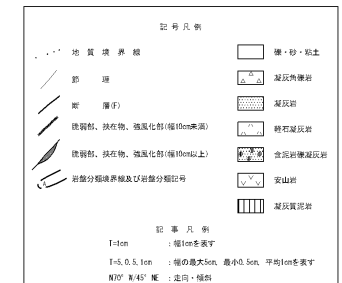 記号凡例
地質境界線
節理
断層(F)
脆弱部、挟在物、強風化部(幅10cm未満)
脆弱部、挟在物、強風化部(幅10cm以上)
岩盤分類境界線及び岩盤分類記号
礫・砂・粘土
凝灰角礫岩
凝灰岩
軽石凝灰岩
含泥岩礫凝灰岩
安山岩
凝灰質泥岩
記事凡例
T=1cm :幅1cmを表す
T=5,0.5,1cm :幅の最大5cm, 最小0.5cm, 平均1cmを表す
N70° W/45° NE :走向・傾斜